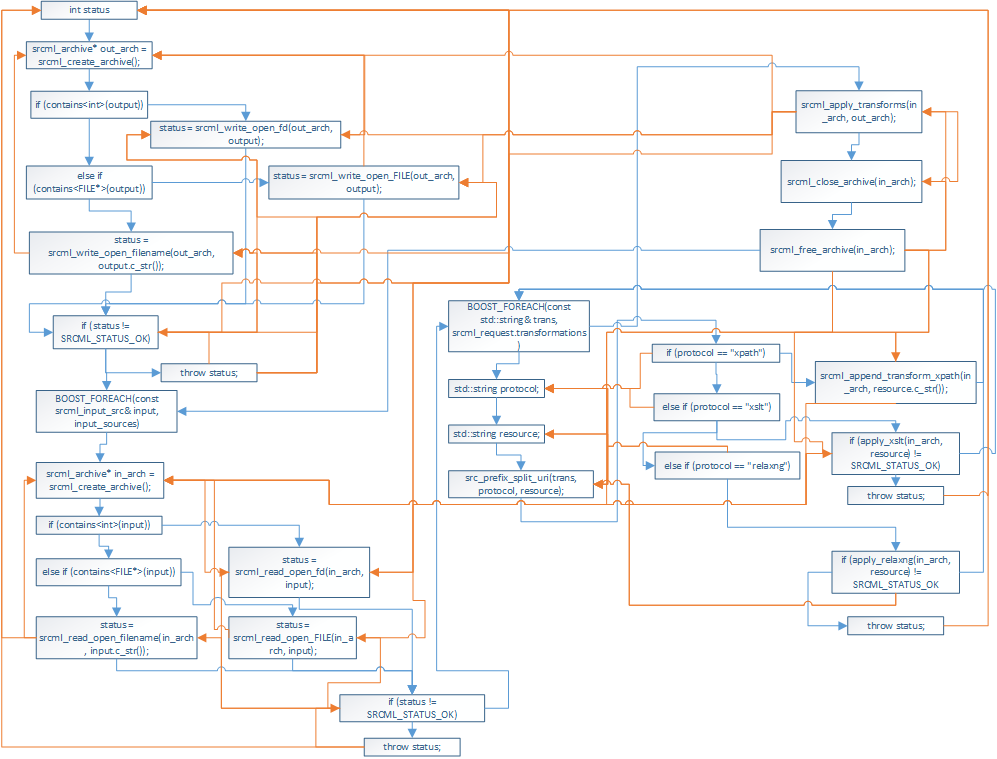 int status
srcml_archive* out_arch =
srcml_create_archive();
if (contains<int>(output))
status = srcml_write_open_fd(out_arch,
output);
else if
(contains<FILE*>(output))
status = srcml_write_open_FILE(out_arch,
output);
status =
srcml_write_open_filename(out_arch,
output.c_str());
if (status !=
SRCML_STATUS_OK)
throw status;
BOOST_FOREACH(const
srcml_input_src& input,
input_sources)
srcml_archive* in_arch =
srcml_create_archive();
if (contains<int>(input))
else if (contains<FILE*>(input))
status =
srcml_read_open_fd(in_arch,
input);
status =
srcml_read_open_filename(in_arch
, input.c_str());
status =
srcml_read_open_FILE(in_a
rch, input);
if (status !=
SRCML_STATUS_OK)
throw status;
BOOST_FOREACH(const
std::string& trans,
srcml_request.transformations
)
std::string protocol;
std::string resource;
src_prefix_split_uri(trans,
protocol, resource);
if (protocol == "xpath")
else if (protocol == "xslt")
else if (protocol == "relaxng")
srcml_apply_transforms(in
_arch, out_arch);
srcml_close_archive(in_arch);
srcml_free_archive(in_arch);
srcml_append_transform_xpath(in
_arch, resource.c_str());
if (apply_xslt(in_arch,
resource) !=
SRCML_STATUS_OK)
throw status;
if (apply_relaxng(in_arch,
resource) !=
SRCML_STATUS_OK
throw status;